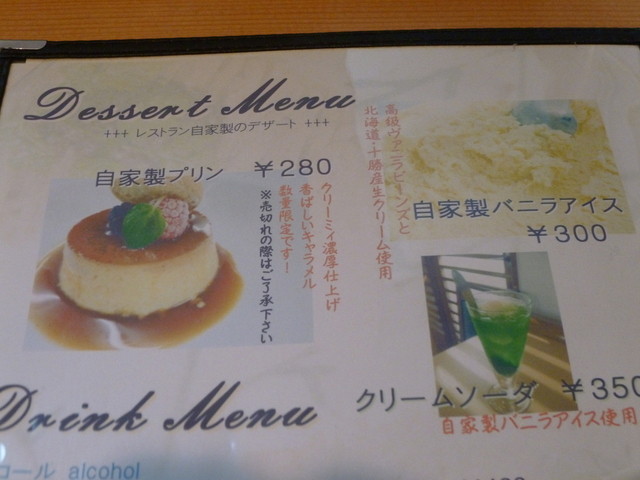 Dessert Menu
+++ レストラン自家製のデザート +++
自家製プリン ￥280
クリーミィ濃厚仕上げ
香ばしいキャラメル
数量限定です！
※売切れの際はご了承下さい
高級ヴァニラビーンズと
北海道・十勝産生クリーム使用
自家製バニラアイス
￥300
クリームソーダ ￥350
自家製バニラアイス使用
Drink Menu
コール alcohol